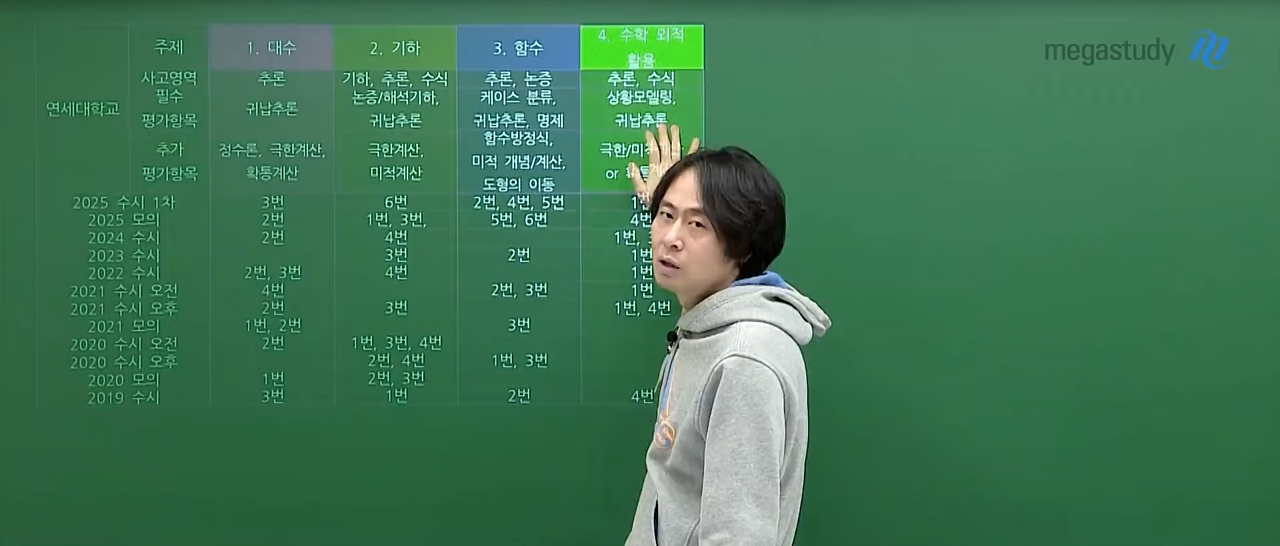 megastudy
주제 1. 대수 2. 기하 3. 함수 4. 수학 외적 활용
연세대학교
사고영역 추론 기하, 추론, 수식 추론, 논증 추론, 수식
필수 평가항목 귀납추론 논증/해석기하, 귀납추론 케이스 분류, 귀납추론, 명제 상황모델링, 귀납추론
추가 평가항목 정수론, 극한계산, 확통계산 극한계산, 미적계산 함수방정식, 미적 개념/계산, 도형의 이동 극한/미적 or
2025 수시 1차 3번 6번 2번, 4번, 5번
2025 모의 2번 1번, 3번, 5번, 6번
2024 수시 2번 4번 1번,
2023 수시 3번 2번
2022 수시 2번, 3번 4번
2021 수시 오전 4번 2번, 3번 1번
2021 수시 오후 2번 3번 1번, 4번
2021 모의 1번, 2번 3번
2020 수시 오전 2번 1번, 3번, 4번
2020 수시 오후 2번, 4번 1번, 3번
2020 모의 1번 2번, 3번
2019 수시 3번 1번 2번 4번